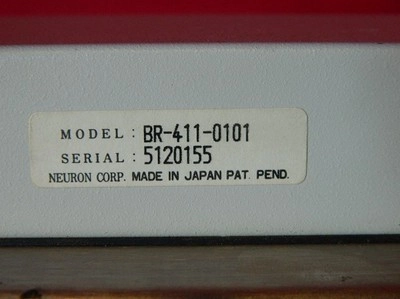 MODEL : BR-411-0101
SERIAL : 5120155
NEURON CORP. MADE IN JAPAN PAT. PEND.